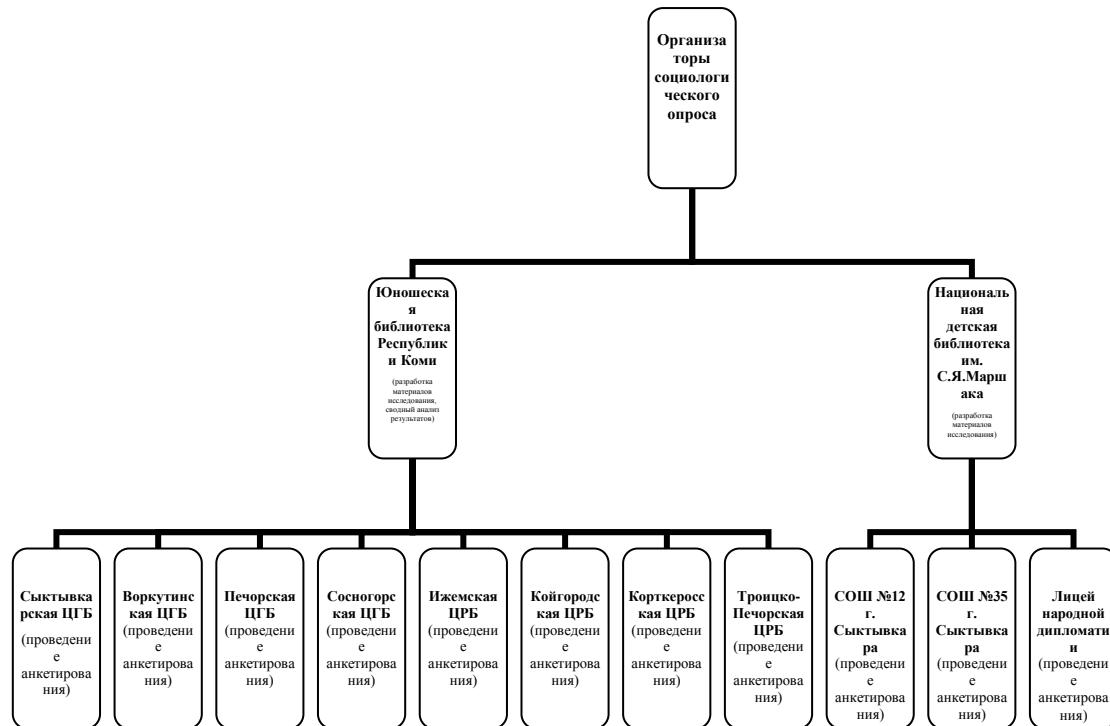 Организа
торы
социологи
ческого
опроса
Юношеска
я
библиотека
Республик
и Коми
(разработка
материалов
исследования,
сводный анализ
результатов)
Националь
ная
детская
библиотека
им.
С.Я.Марш
ака
(разработка
материалов
исследования)
Сыктывка
рская ЦГБ
(проведени
е
анкетирова
ния)
Воркутинс
кая ЦГБ
(проведени
е
анкетирова
ния)
Печорская
ЦГБ
(проведени
е
анкетирова
ния)
Сосногорс
кая ЦГБ
(проведени
е
анкетирова
ния)
Ижемская
ЦРБ
(проведени
е
анкетирова
ния)
Койгородс
кая ЦРБ
(проведени
е
анкетирова
ния)
Корткеросс
кая ЦРБ
(проведени
е
анкетирова
ния)
Троицко-
Печорская
ЦРБ
(проведени
е
анкетирова
ния)
СОШ №12
г.
Сыктывка
ра
(проведени
е
анкетирова
ния)
СОШ №35
г.
Сыктывка
ра
(проведени
е
анкетирова
ния)
Лицей
народной
дипломати
и
(проведени
е
анкетирова
ния)